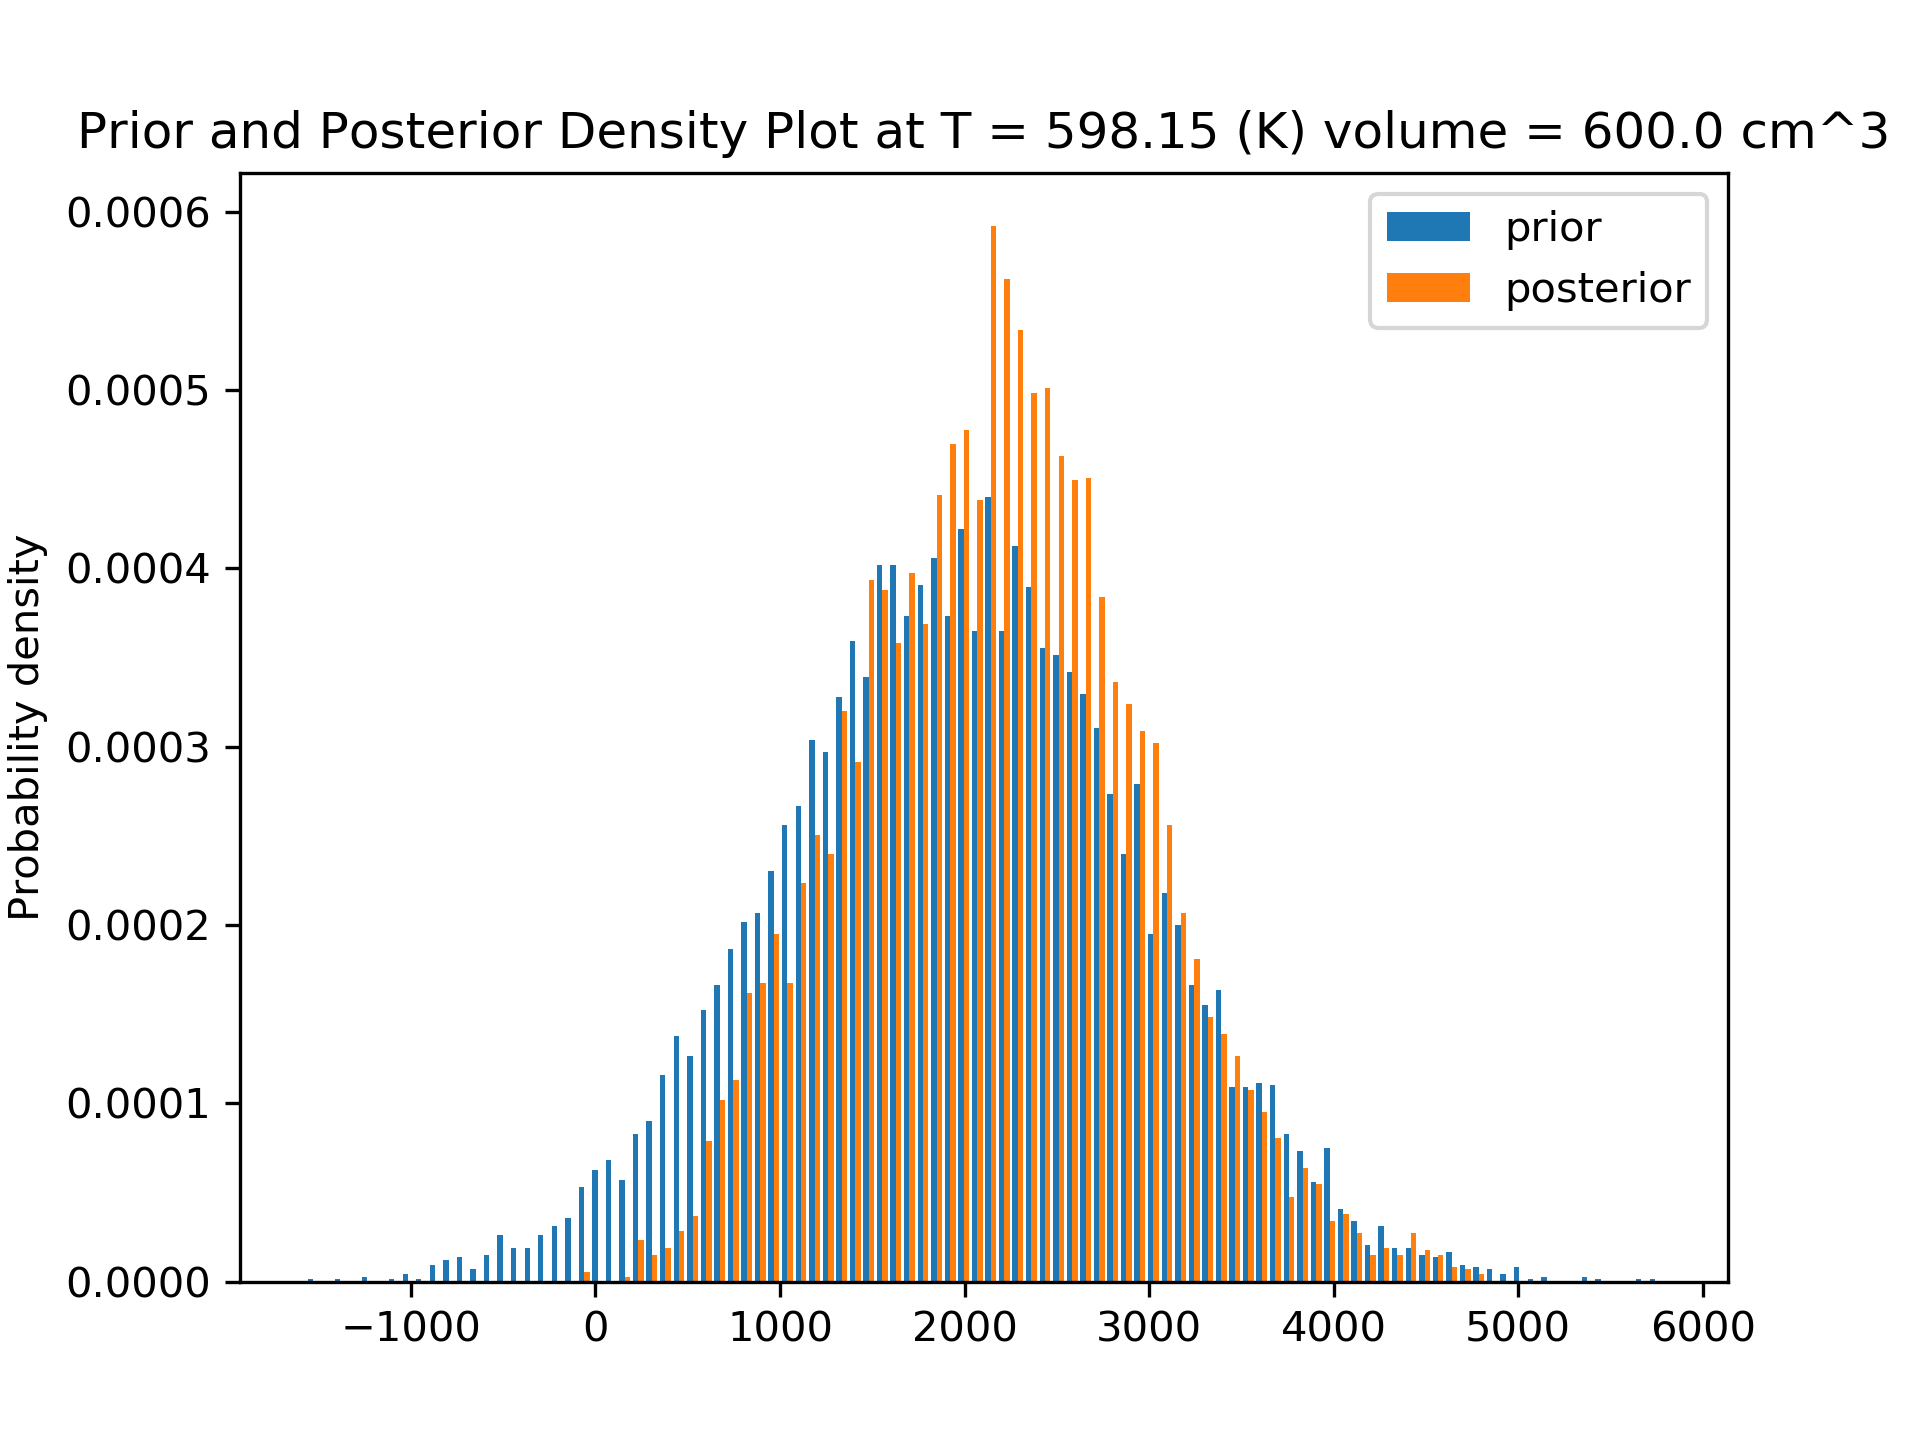 Prior and Posterior Density Plot at T = 598.15 (K) volume = 600.0 cm^3
prior
posterior
Probability density
0.0006
0.0005
0.0004
0.0003
0.0002
0.0001
0.0000
−1000 0 1000 2000 3000 4000 5000 6000